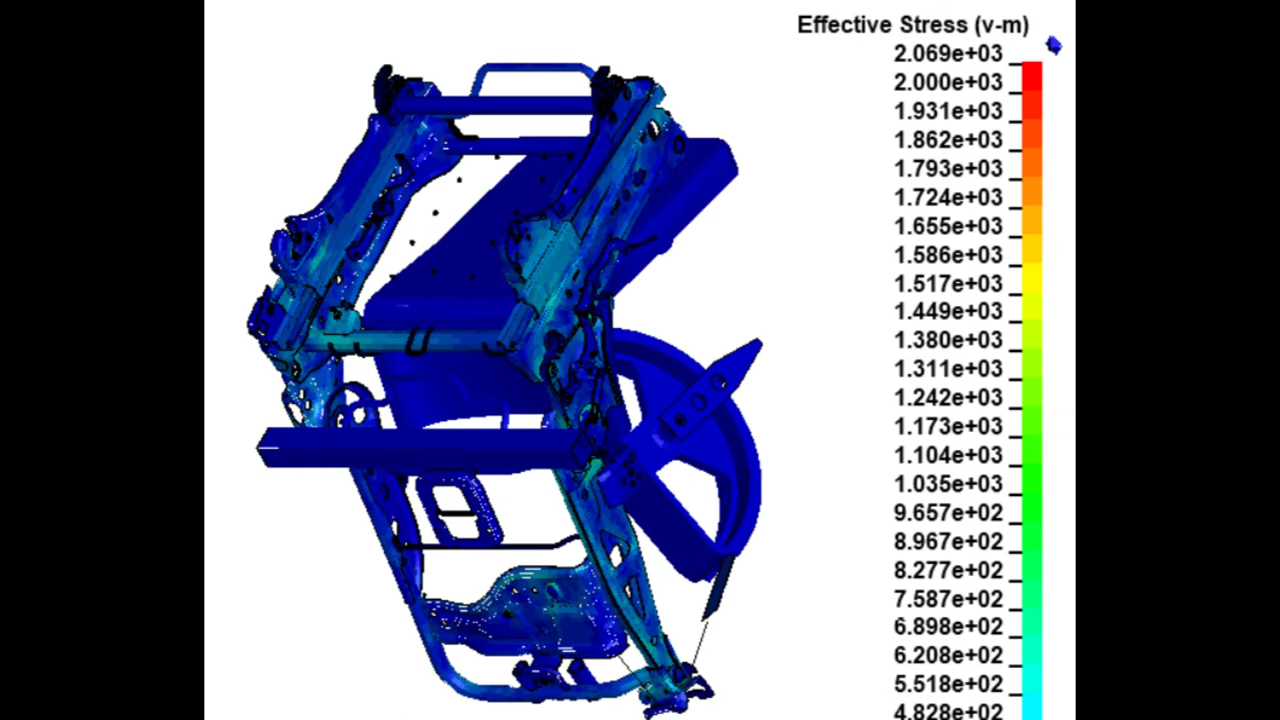 Effective Stress (v-m)
2.069e+03
2.000e+03
1.931e+03
1.862e+03
1.793e+03
1.724e+03
1.655e+03
1.586e+03
1.517e+03
1.449e+03
1.380e+03
1.311e+03
1.242e+03
1.173e+03
1.104e+03
1.035e+03
9.657e+02
8.967e+02
8.277e+02
7.587e+02
6.898e+02
6.208e+02
5.518e+02
4.828e+02